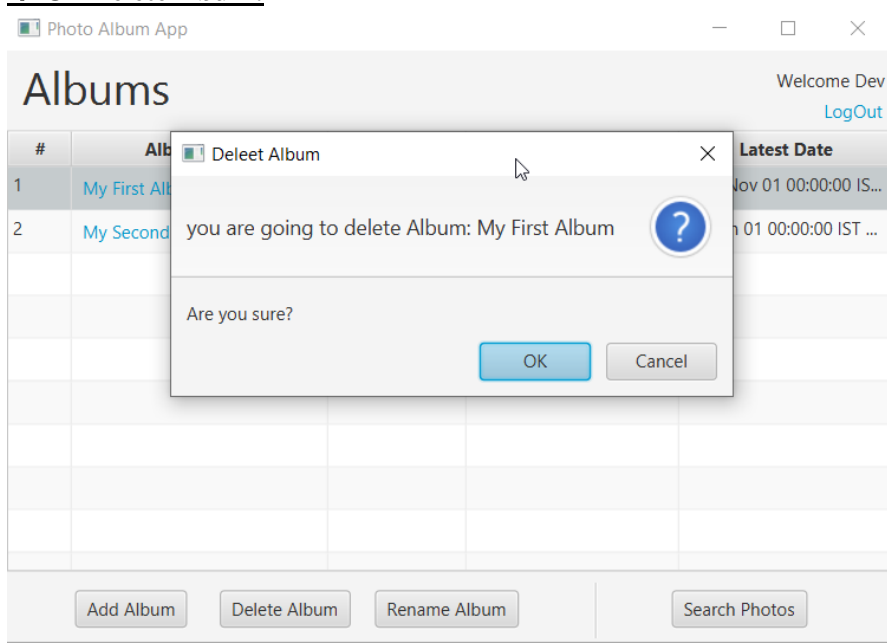 Photo Album App
Albums
Welcome Dev
LogOut
# Alb Latest Date
Deleet Album
1 My First Alb Nov 01 00:00:00 IS...
you are going to delete Album: My First Album
2 My Second 01 00:00:00 IST ...
Are you sure?
OK Cancel
Add Album Delete Album Rename Album Search Photos